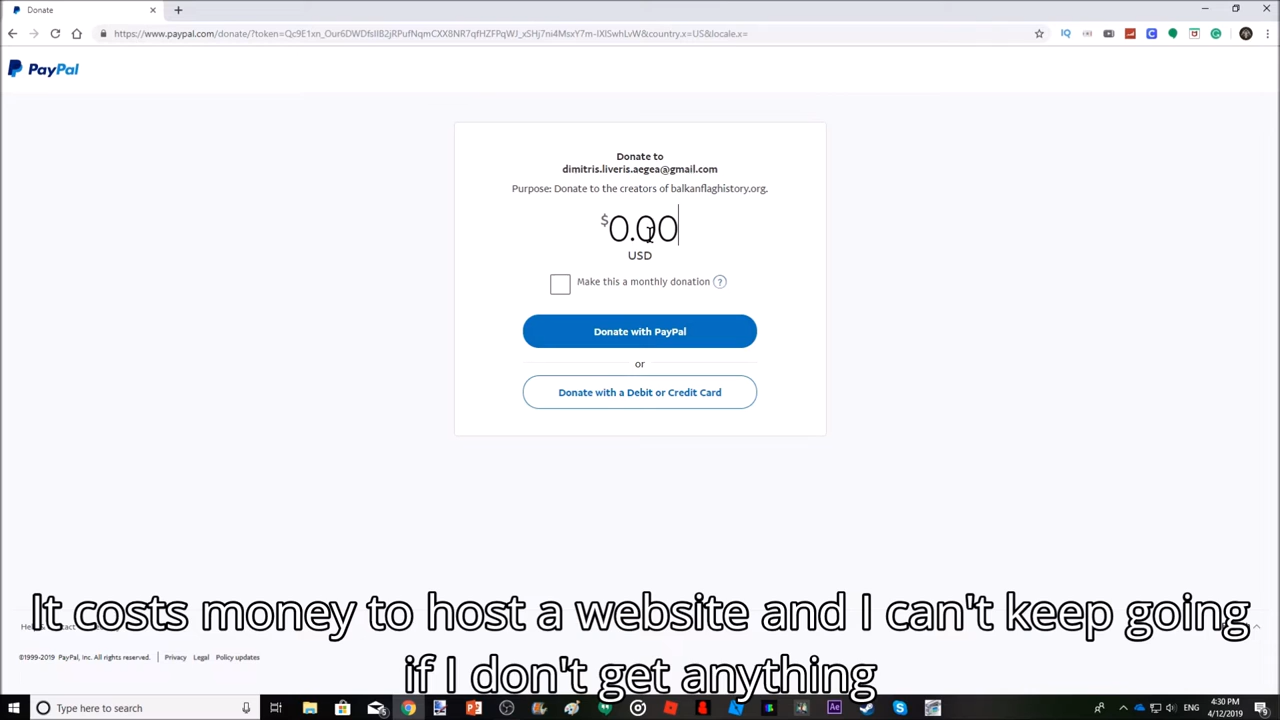 Donate
https://www.paypal.com/donate/?token=Qc9E1xn_Our6DWDfsIIB2jRPufNqmCXX8NR7qfHZFPqWJ_xSHj7ni4MsxY7m-IXISwhLvW&country.x=US&locale.x=
PayPal
Donate to
dimitris.liveris.aegea@gmail.com
Purpose: Donate to the creators of balkanflaghistory.org.
$0.00
USD
Make this a monthly donation ?
Donate with PayPal
or
Donate with a Debit or Credit Card
It costs money to host a website and I can't keep going
if I don't get anything
©1999-2019 PayPal, Inc. All rights reserved. Privacy Legal Policy updates
Type here to search
ENG
4:30 PM
4/12/2019